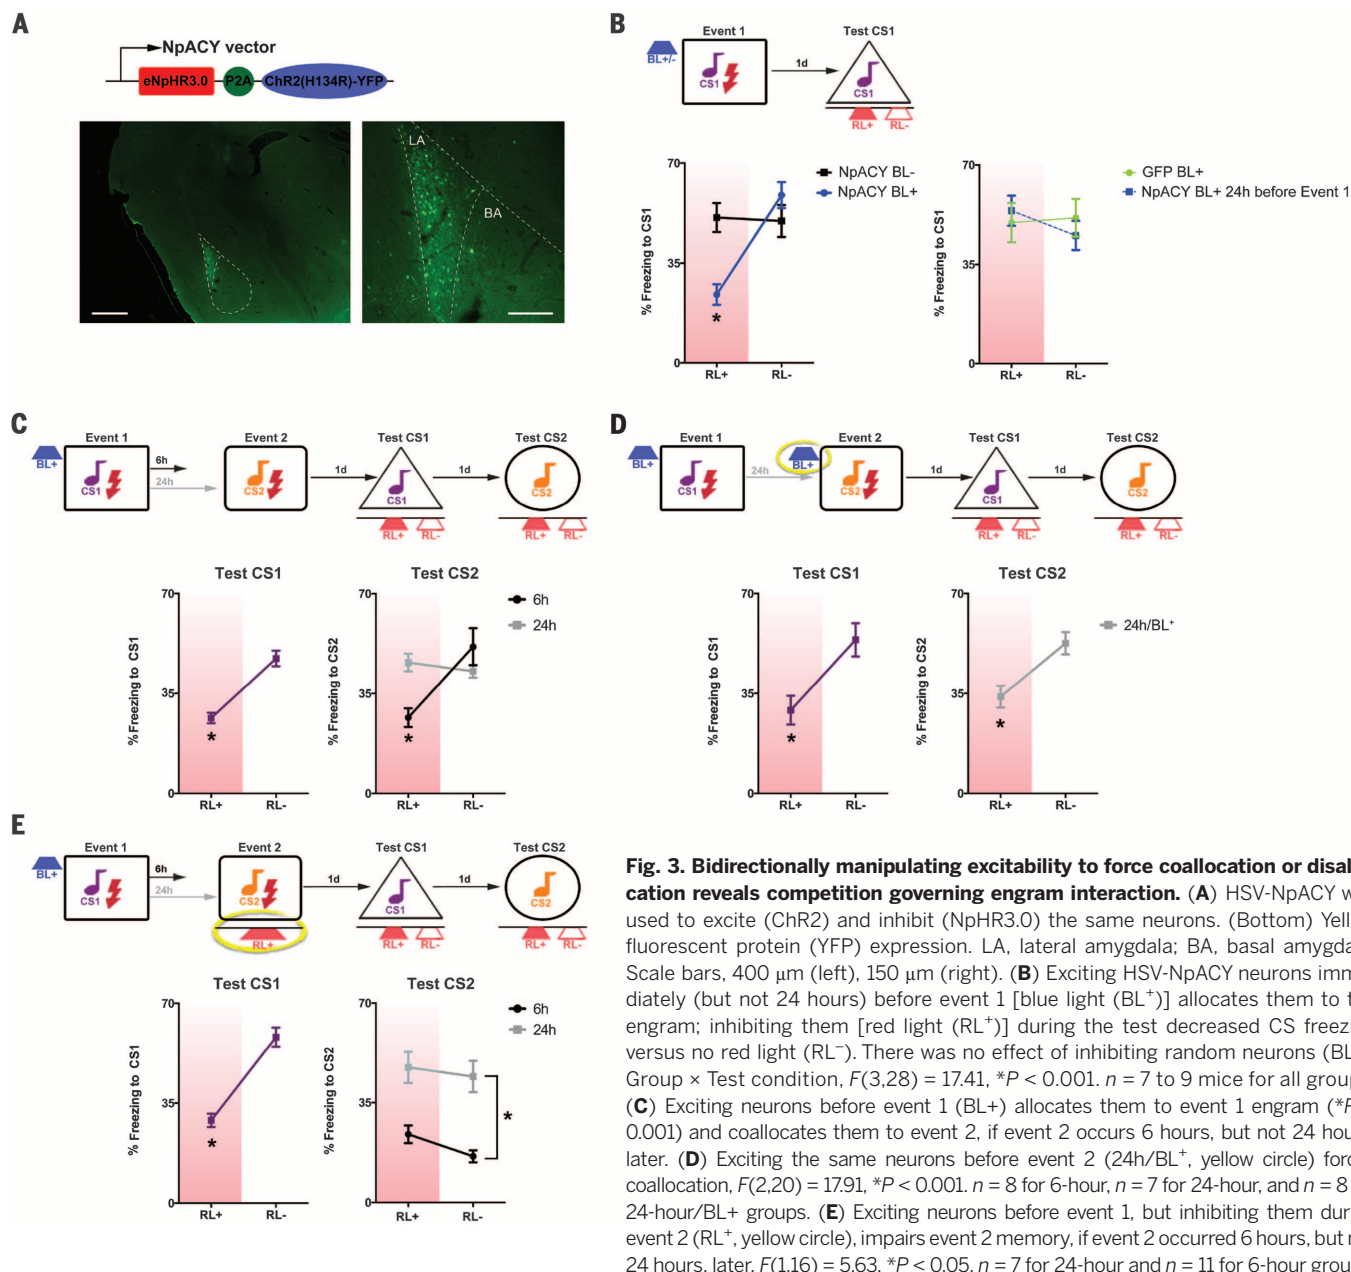 A
NpACY vector
eNpHR3.0
P2A
ChR2(H134R)-YFP
LA
BA
B
Event 1
Test CS1
BL+/-
CS1
1d
CS1
RL+
RL-
70
35
0
% Freezing to CS1
RL+
RL-
NpACY BL-
NpACY BL+
*
70
35
0
% Freezing to CS1
RL+
RL-
GFP BL+
NpACY BL+ 24h before Event 1
C
Event 1
Event 2
Test CS1
Test CS2
BL+
CS1
6h
24h
CS2
1d
CS1
1d
CS2
RL+
RL-
RL+
RL-
Test CS1
70
35
0
% Freezing to CS1
*
RL+
RL-
Test CS2
70
35
0
% Freezing to CS2
*
RL+
RL-
6h
24h
D
Event 1
Event 2
Test CS1
Test CS2
BL+
CS1
24h
BL+
CS2
1d
CS1
1d
CS2
RL+
RL-
RL+
RL-
Test CS1
70
35
0
% Freezing to CS1
*
RL+
RL-
Test CS2
70
35
0
% Freezing to CS2
*
RL+
RL-
24h/BL+
E
Event 1
Event 2
Test CS1
Test CS2
BL+
CS1
6h
24h
CS2
RL+
1d
CS1
1d
CS2
RL+
RL-
RL+
RL-
Test CS1
70
35
0
% Freezing to CS1
*
RL+
RL-
Test CS2
70
35
0
% Freezing to CS2
*
RL+
RL-
6h
24h
Fig. 3. Bidirectionally manipulating excitability to force coallocation or disal
cation reveals competition governing engram interaction. (A) HSV-NpACY w
used to excite (ChR2) and inhibit (NpHR3.0) the same neurons. (Bottom) Yell
fluorescent protein (YFP) expression. LA, lateral amygdala; BA, basal amygda
Scale bars, 400 μm (left), 150 μm (right). (B) Exciting HSV-NpACY neurons imm
diately (but not 24 hours) before event 1 [blue light (BL+)] allocates them to t
engram; inhibiting them [red light (RL+)] during the test decreased CS freezi
versus no red light (RL−). There was no effect of inhibiting random neurons (BL
Group × Test condition, F(3,28) = 17.41, *P < 0.001. n = 7 to 9 mice for all group
(C) Exciting neurons before event 1 (BL+) allocates them to event 1 engram (*P
0.001) and coallocates them to event 2, if event 2 occurs 6 hours, but not 24 hou
later. (D) Exciting the same neurons before event 2 (24h/BL+, yellow circle) forc
coallocation, F(2,20) = 17.91, *P < 0.001. n = 8 for 6-hour, n = 7 for 24-hour, and n = 8
24-hour/BL+ groups. (E) Exciting neurons before event 1, but inhibiting them duri
event 2 (RL+, yellow circle), impairs event 2 memory, if event 2 occurred 6 hours, but n
24 hours, later, F(1,16) = 5.63, *P < 0.05. n = 7 for 24-hour and n = 11 for 6-hour group